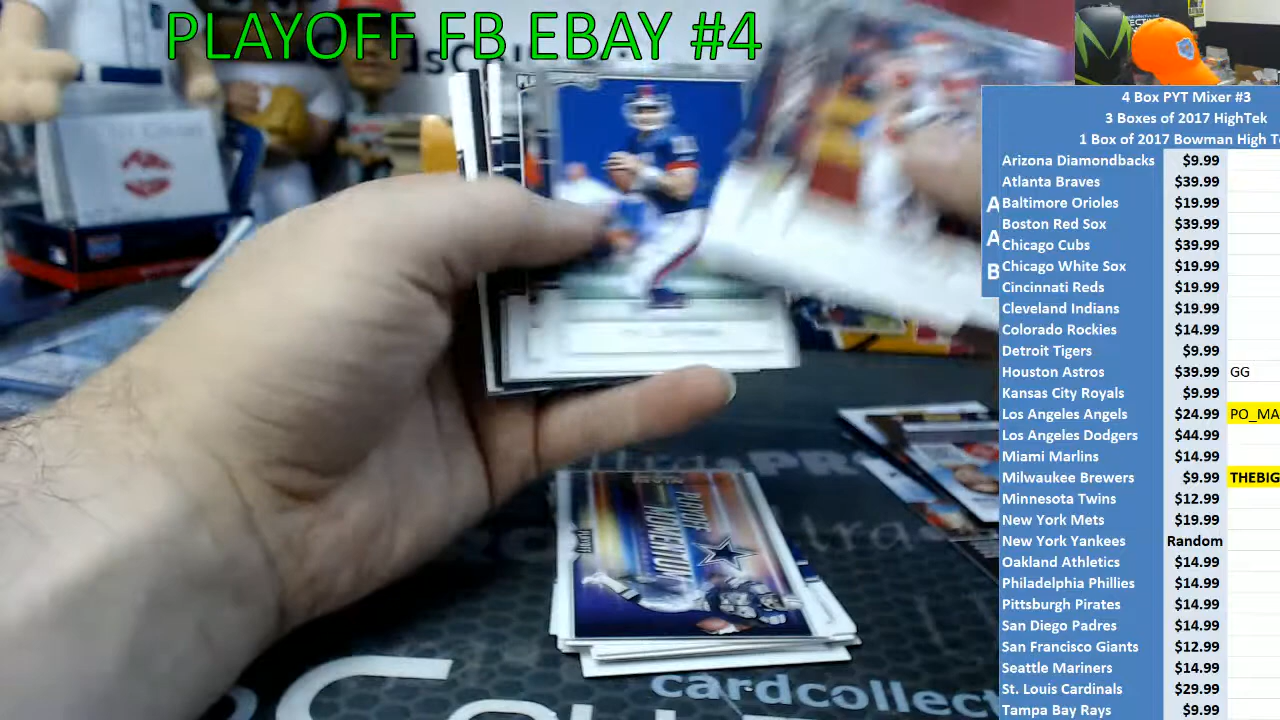 PLAYOFF FB EBAY #4
4 Box PYT Mixer #3
3 Boxes of 2017 HighTek
1 Box of 2017 Bowman High T
Arizona Diamondbacks $9.99
Atlanta Braves $39.99
Baltimore Orioles $19.99
Boston Red Sox $39.99
Chicago Cubs $39.99
Chicago White Sox $19.99
Cincinnati Reds $19.99
Cleveland Indians $19.99
Colorado Rockies $14.99
Detroit Tigers $9.99
Houston Astros $39.99 GG
Kansas City Royals $9.99
Los Angeles Angels $24.99 PO_MA
Los Angeles Dodgers $44.99
Miami Marlins $14.99
Milwaukee Brewers $9.99 THEBIG
Minnesota Twins $12.99
New York Mets $19.99
New York Yankees Random
Oakland Athletics $14.99
Philadelphia Phillies $14.99
Pittsburgh Pirates $14.99
San Diego Padres $14.99
San Francisco Giants $12.99
Seattle Mariners $14.99
St. Louis Cardinals $29.99
Tampa Bay Rays $9.99
A
A
B
PLAYOFF
MOMENTUM
cardcollect